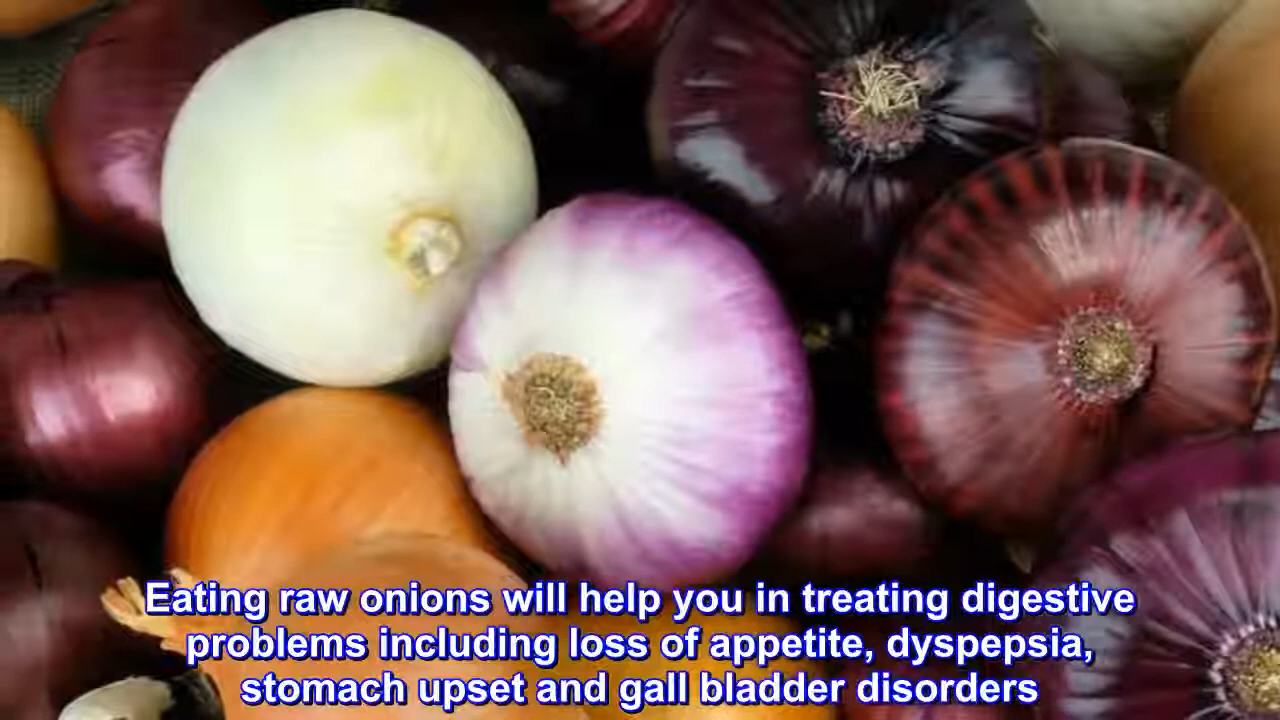 Eating raw onions will help you in treating digestive
problems including loss of appetite, dyspepsia,
stomach upset and gall bladder disorders